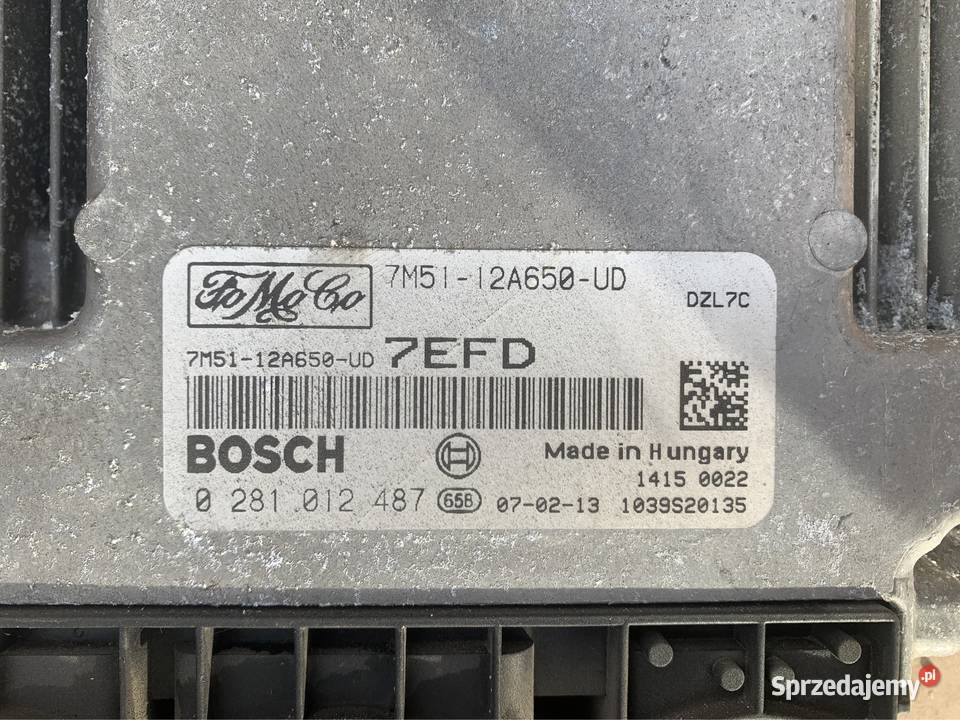 FoMoCo 7M51-12A650-UD
DZL7C
7M51-12A650-UD 7EFD
BOSCH Made in Hungary
1415 0022
0 281 012 487 65B 07-02-13 1039S20135
Sprzedajemy.pl